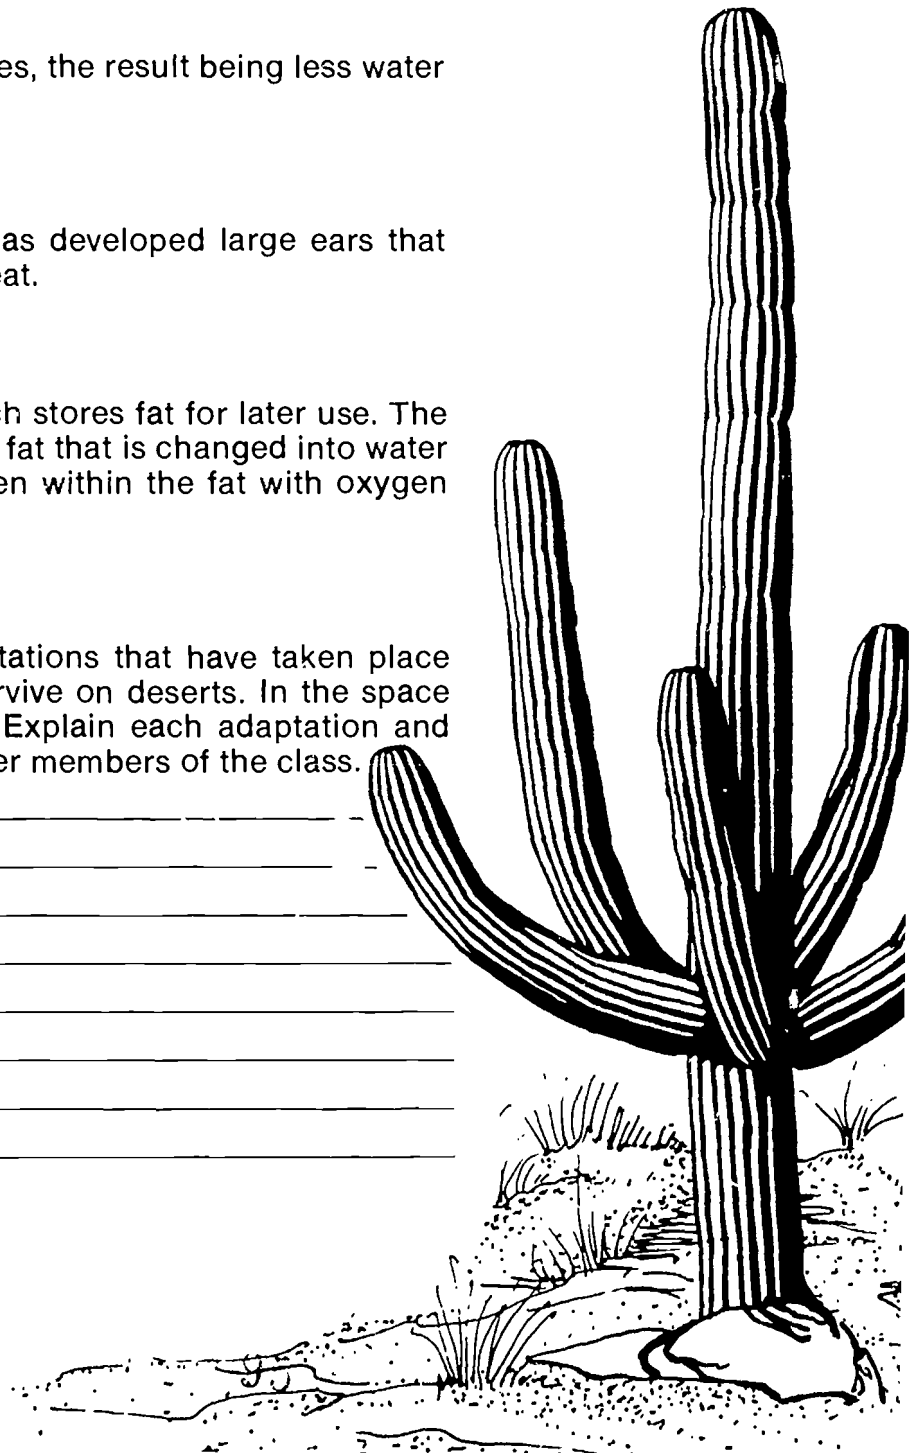 es, the result being less water
as developed large ears that
eat.
ch stores fat for later use. The
fat that is changed into water
en within the fat with oxygen
tations that have taken place
rvive on deserts. In the space
Explain each adaptation and
er members of the class.